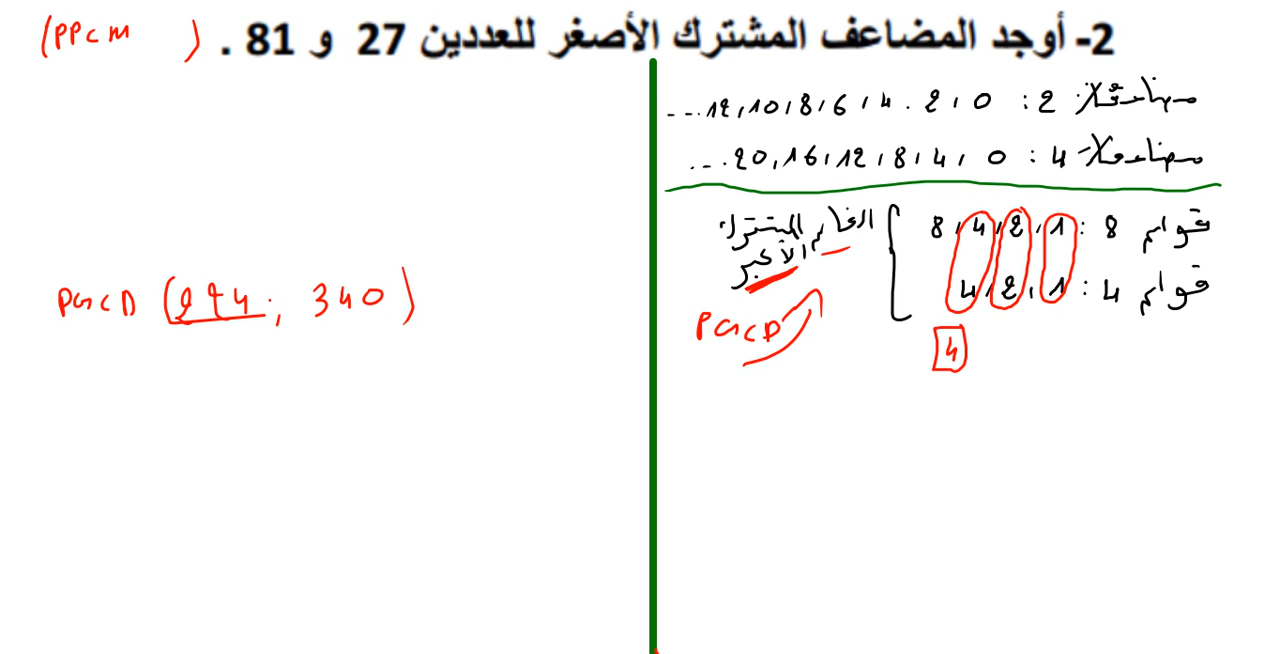 2- أوجد المضاعف المشترك الأصغر للعددين 27 و 81 . (PPCM )
مضاعفات 2 : 0 ، 2 . 4 ، 6 ، 8 ، 10 ، 12 ...
مضاعفات 4 : 0 ، 4 ، 8 ، 12 ، 16 ، 20 ...
قواسم 8 : 1 ، 2 ، 4 ، 8
قواسم 4 : 1 ، 2 ، 4
القاسم المشترك
الأكبر
PGCD
4
PGCD ( ; 340)